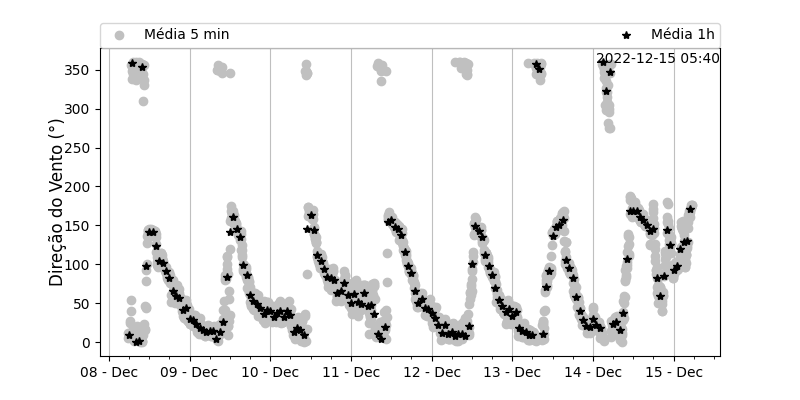 Média 5 min
Média 1h
2022-12-15 05:40
Direção do Vento (°)
350
300
250
200
150
100
50
0
08 - Dec
09 - Dec
10 - Dec
11 - Dec
12 - Dec
13 - Dec
14 - Dec
15 - Dec